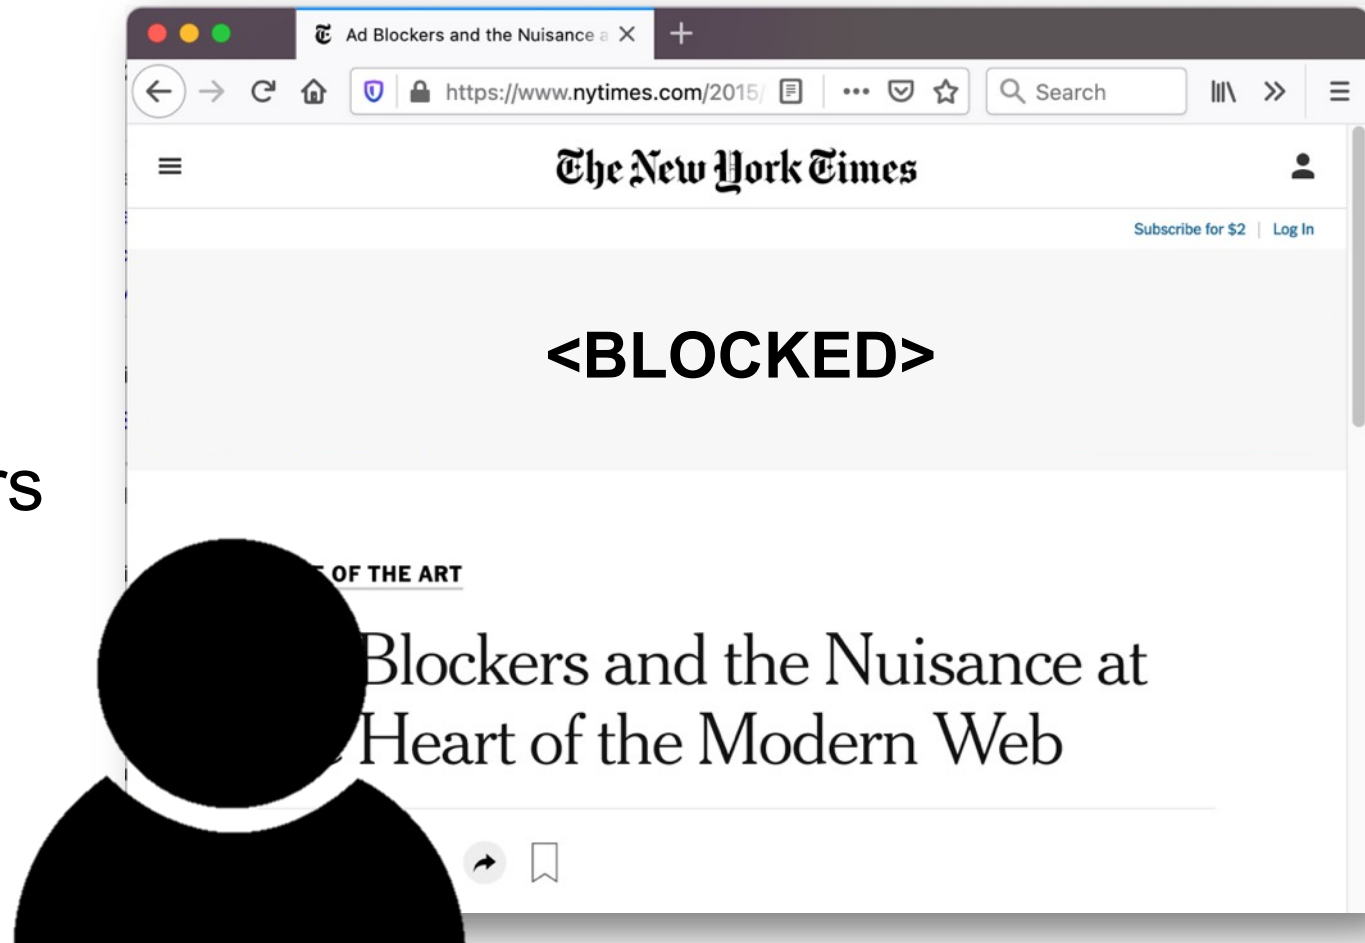 Ad Blockers and the Nuisance a
https://www.nytimes.com/2015/
Search
The New York Times
Subscribe for $2 | Log In
<BLOCKED>
rs
OF THE ART
Blockers and the Nuisance at
Heart of the Modern Web